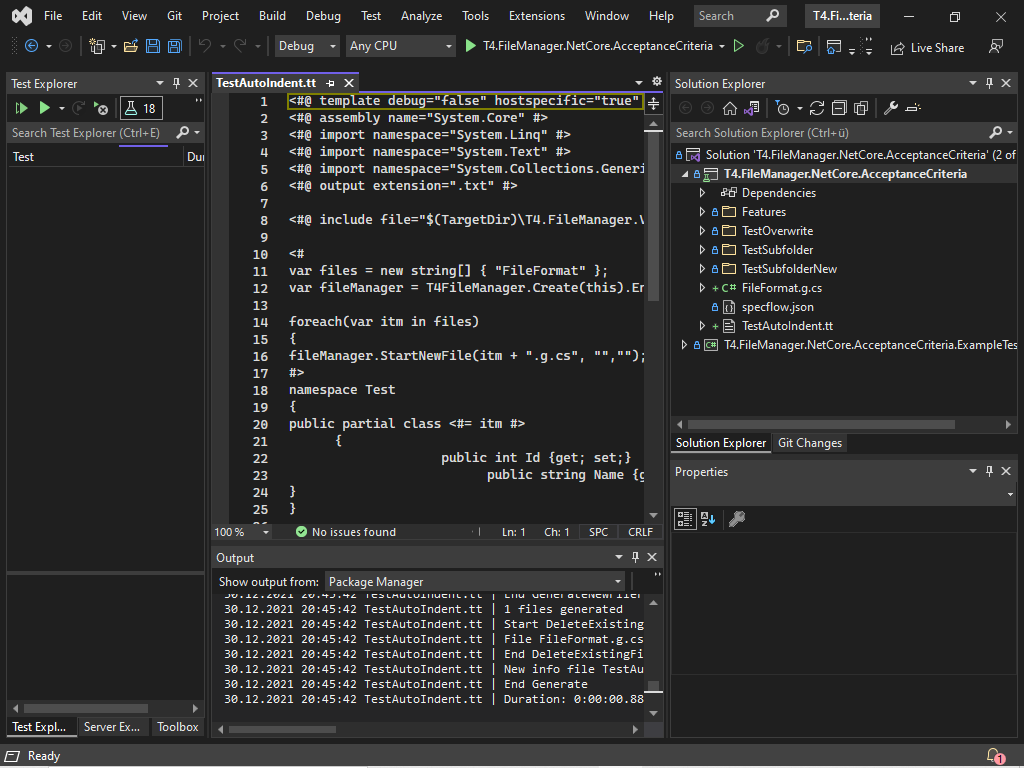 File Edit View Git Project Build Debug Test Analyze Tools Extensions Window Help Search T4.Fi...teria
Debug Any CPU T4.FileManager.NetCore.AcceptanceCriteria Live Share
Test Explorer
18
Search Test Explorer (Ctrl+E)
Test Du
Test Expl... Server Ex... Toolbox
TestAutoIndent.tt
1 <#@ template debug="false" hostspecific="true"
2 <#@ assembly name="System.Core" #>
3 <#@ import namespace="System.Linq" #>
4 <#@ import namespace="System.Text" #>
5 <#@ import namespace="System.Collections.Generi
6 <#@ output extension=".txt" #>
7
8 <#@ include file="$(TargetDir)\T4.FileManager.V
9
10 <#
11 var files = new string[] { "FileFormat" };
12 var fileManager = T4FileManager.Create(this).En
13
14 foreach(var itm in files)
15 {
16 fileManager.StartNewFile(itm + ".g.cs", "","");
17 #>
18 namespace Test
19 {
20 public partial class <#= itm #>
21 {
22 public int Id {get; set;}
23 public string Name {g
24 }
25 }
100 % No issues found Ln: 1 Ch: 1 SPC CRLF
Output
Show output from: Package Manager
30.12.2021 20:45:42 TestAutoIndent.tt | End GenerateNewFiles
30.12.2021 20:45:42 TestAutoIndent.tt | 1 files generated
30.12.2021 20:45:42 TestAutoIndent.tt | Start DeleteExisting
30.12.2021 20:45:42 TestAutoIndent.tt | File FileFormat.g.cs
30.12.2021 20:45:42 TestAutoIndent.tt | End DeleteExistingFi
30.12.2021 20:45:42 TestAutoIndent.tt | New info file TestAu
30.12.2021 20:45:42 TestAutoIndent.tt | End Generate
30.12.2021 20:45:42 TestAutoIndent.tt | Duration: 0:00:00.88
Solution Explorer
Search Solution Explorer (Ctrl+ü)
Solution 'T4.FileManager.NetCore.AcceptanceCriteria' (2 of
T4.FileManager.NetCore.AcceptanceCriteria
Dependencies
Features
TestOverwrite
TestSubfolder
TestSubfolderNew
C# FileFormat.g.cs
specflow.json
TestAutoIndent.tt
C# T4.FileManager.NetCore.AcceptanceCriteria.ExampleTes
Solution Explorer Git Changes
Properties
Ready
1